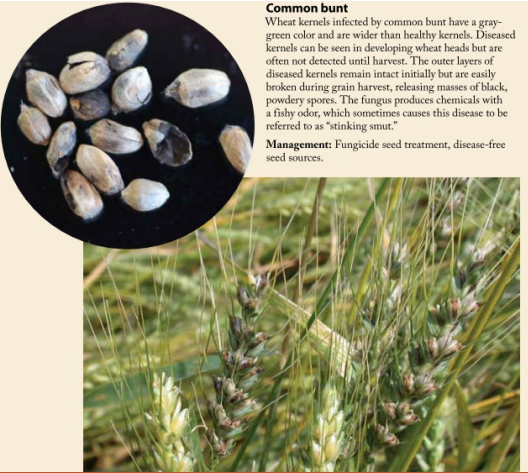 Common bunt
Wheat kernels infected by common bunt have a gray-
green color and are wider than healthy kernels. Diseased
kernels can be seen in developing wheat heads but are
often not detected until harvest. The outer layers of
diseased kernels remain intact initially but are easily
broken during grain harvest, releasing masses of black,
powdery spores. The fungus produces chemicals with
a fishy odor, which sometimes causes this disease to be
referred to as “stinking smut.”
Management: Fungicide seed treatment, disease-free
seed sources.